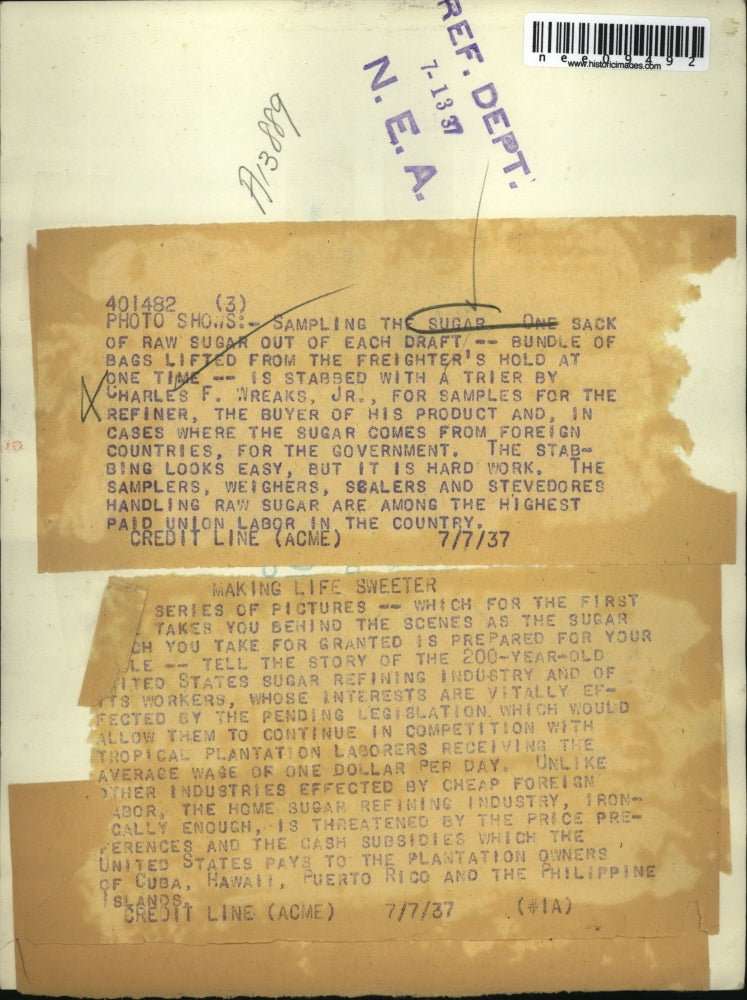 REF. DEPT.
7-13 37
N.E.A.
nee09492
www.historicimages.com
A13889
401482 (3)
PHOTO SHOWS:- SAMPLING THE SUGAR ONE SACK
OF RAW SUGAR OUT OF EACH DRAFT -- BUNDLE OF
BAGS LIFTED FROM THE FREIGHTER'S HOLD AT
ONE TIME -- IS STABBED WITH A TRIER BY
CHARLES F. WREAKS, JR., FOR SAMPLES FOR THE
REFINER, THE BUYER OF HIS PRODUCT AND, IN
CASES WHERE THE SUGAR COMES FROM FOREIGN
COUNTRIES, FOR THE GOVERNMENT. THE STAB-
BING LOOKS EASY, BUT IT IS HARD WORK. THE
SAMPLERS, WEIGHERS, SCALERS AND STEVEDORES
HANDLING RAW SUGAR ARE AMONG THE HIGHEST
PAID UNION LABOR IN THE COUNTRY.
CREDIT LINE (ACME) 7/7/37
MAKING LIFE SWEETER
SERIES OF PICTURES -- WHICH FOR THE FIRST
TAKES YOU BEHIND THE SCENES AS THE SUGAR
CH YOU TAKE FOR GRANTED IS PREPARED FOR YOUR
LE -- TELL THE STORY OF THE 200-YEAR-OLD
ITED STATES SUGAR REFINING INDUSTRY AND OF
ITS WORKERS, WHOSE INTERESTS ARE VITALLY EF-
FECTED BY THE PENDING LEGISLATION WHICH WOULD
ALLOW THEM TO CONTINUE IN COMPETITION WITH
TROPICAL PLANTATION LABORERS RECEIVING THE
AVERAGE WAGE OF ONE DOLLAR PER DAY. UNLIKE
OTHER INDUSTRIES EFFECTED BY CHEAP FOREIGN
LABOR, THE HOME SUGAR REFINING INDUSTRY, IRON-
ICALLY ENOUGH, IS THREATENED BY THE PRICE PRE-
FERENCES AND THE CASH SUBSIDIES WHICH THE
UNITED STATES PAYS TO THE PLANTATION OWNERS
OF CUBA, HAWAII, PUERTO RICO AND THE PHILIPPINE
ISLANDS.
CREDIT LINE (ACME) 7/7/37 (#1A)